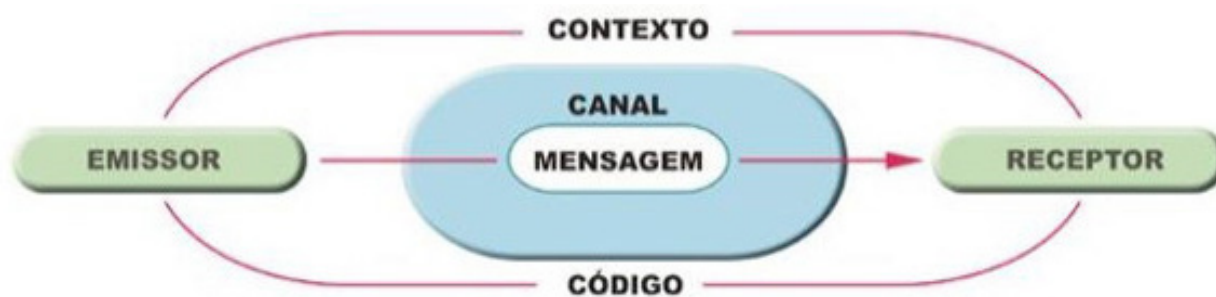 CONTEXTO
CANAL
EMISSOR
MENSAGEM
RECEPTOR
CÓDIGO